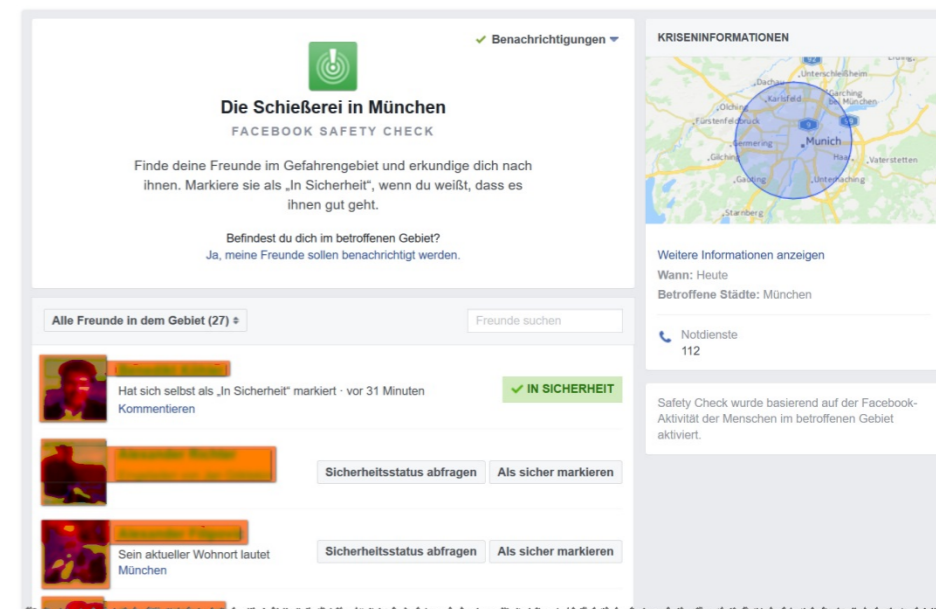 Benachrichtigungen
Die Schießerei in München
FACEBOOK SAFETY CHECK
Finde deine Freunde im Gefahrengebiet und erkundige dich nach
ihnen. Markiere sie als „In Sicherheit“, wenn du weißt, dass es
ihnen gut geht.
Befindest du dich im betroffenen Gebiet?
Ja, meine Freunde sollen benachrichtigt werden.
Alle Freunde in dem Gebiet (27)
Freunde suchen
Hat sich selbst als „In Sicherheit“ markiert · vor 31 Minuten
Kommentieren
IN SICHERHEIT
Sicherheitsstatus abfragen
Als sicher markieren
Sein aktueller Wohnort lautet
München
Sicherheitsstatus abfragen
Als sicher markieren
KRISENINFORMATIONEN
92
Unterschleißheim
Dachau
Karlsfeld
Garching
bei München
Olching
Fürstenfeldbruck
9
Germering
Munich
Gilching
Haar
Vaterstetten
Gauting
Unterhaching
Starnberg
Weitere Informationen anzeigen
Wann: Heute
Betroffene Städte: München
Notdienste
112
Safety Check wurde basierend auf der Facebook-
Aktivität der Menschen im betroffenen Gebiet
aktiviert.